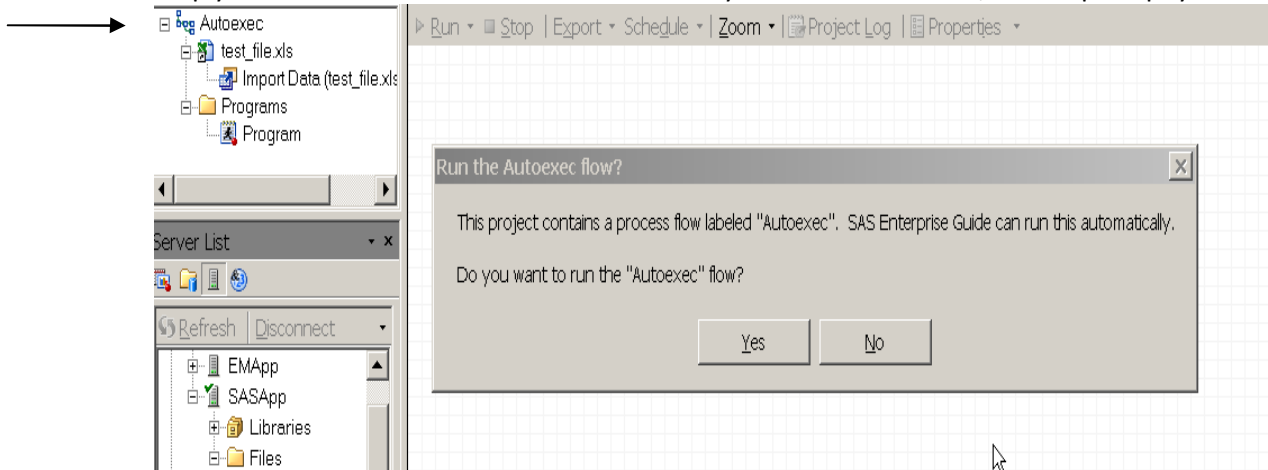 Autoexec
test_file.xls
Import Data (test_file.xls
Programs
Program
Run Stop Export Schedule Zoom Project Log Properties
Run the Autoexec flow?
This project contains a process flow labeled "Autoexec". SAS Enterprise Guide can run this automatically.
Do you want to run the "Autoexec" flow?
Yes No
Server List
Refresh Disconnect
EMApp
SASApp
Libraries
Files